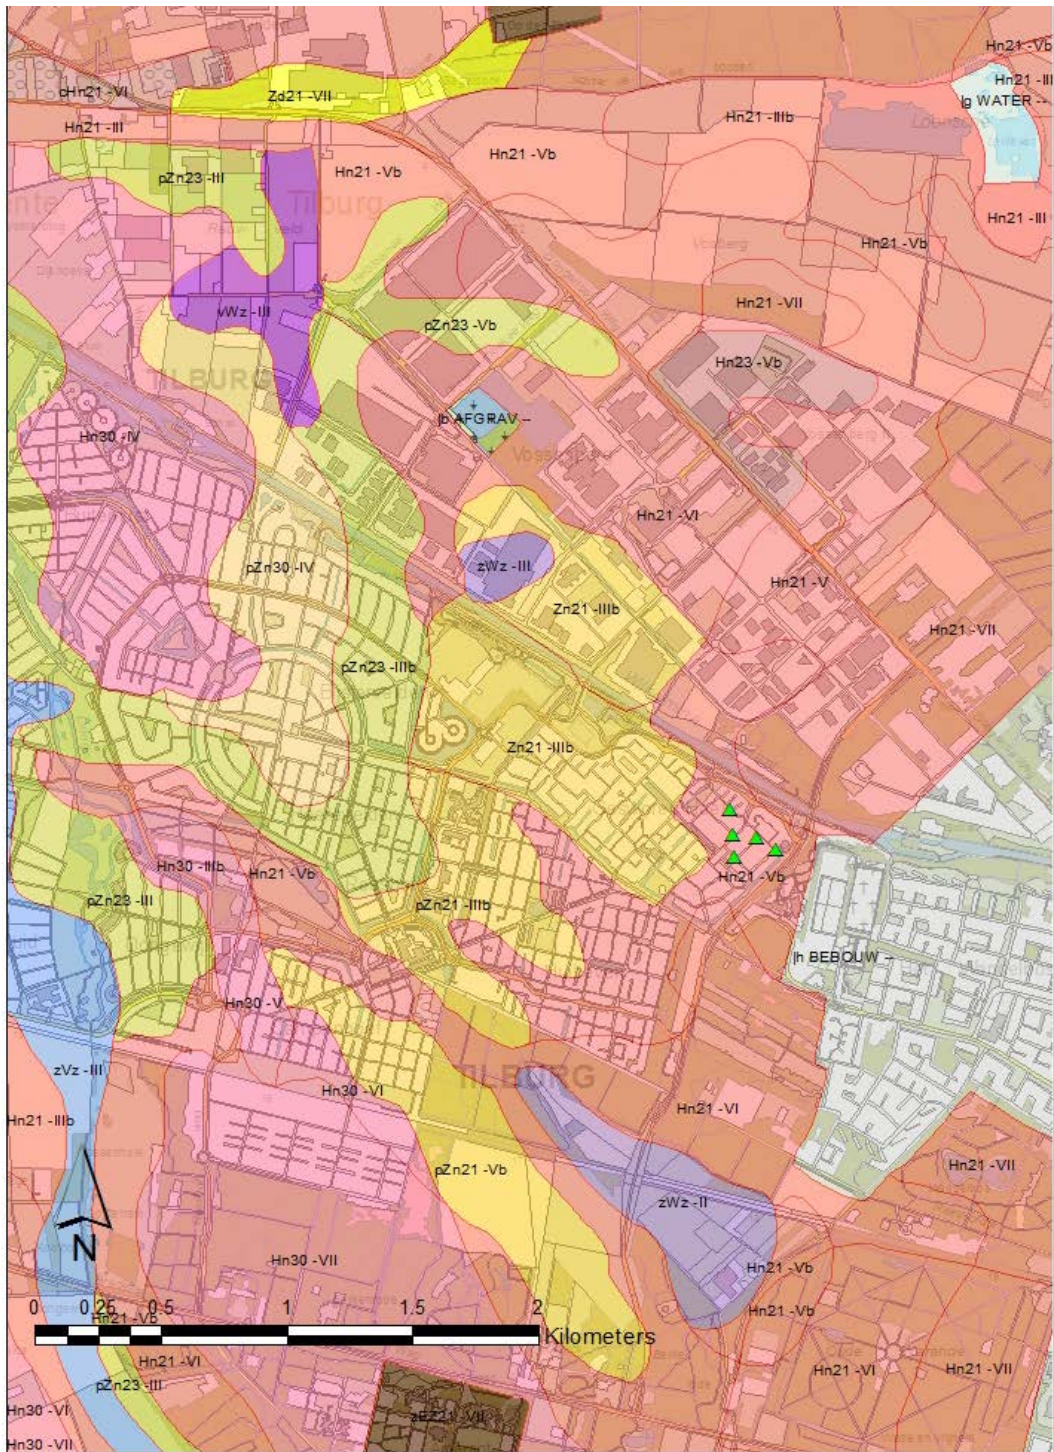 Hn21 -Vb
cHn21 -VI
Zd21 -VII
Hn21 -III
|g WATER --
Hn21 -IIIb
Hn21 -III
Hn21 -Vb
pZn23 -III
Hn21 -Vb
Tilburg
Hn21 -III
Hn21 -Vb
Hn21 -VII
vWz -III
pZn23 -Vb
Hn23 -Vb
TILBURG
|b AFGRAV --
Hn30 -IV
Hn21 -VI
pZn30 -IV
zWz -III
Hn21 -V
Zn21 -IIIb
Hn21 -VII
pZn23 -IIIb
Zn21 -IIIb
Hn30 -IIIb
Hn21 -Vb
Hn21 -Vb
pZn23 -III
pZn21 -IIIb
|h BEBOUW --
Hn30 -V
zVz -III
TILBURG
Hn30 -VI
Hn21 -VI
Hn21 -IIIb
pZn21 -Vb
Hn21 -VII
zWz -II
N
Hn30 -VII
Hn21 -Vb
0 0.25 0.5 1 1.5 2
Kilometers
Hn21 -Vb
Hn21 -Vb
Hn21 -VI
Hn21 -VI
Hn21 -VII
pZn23 -III
Hn30 -VI
zEZ21 -VII
Hn30 -VII